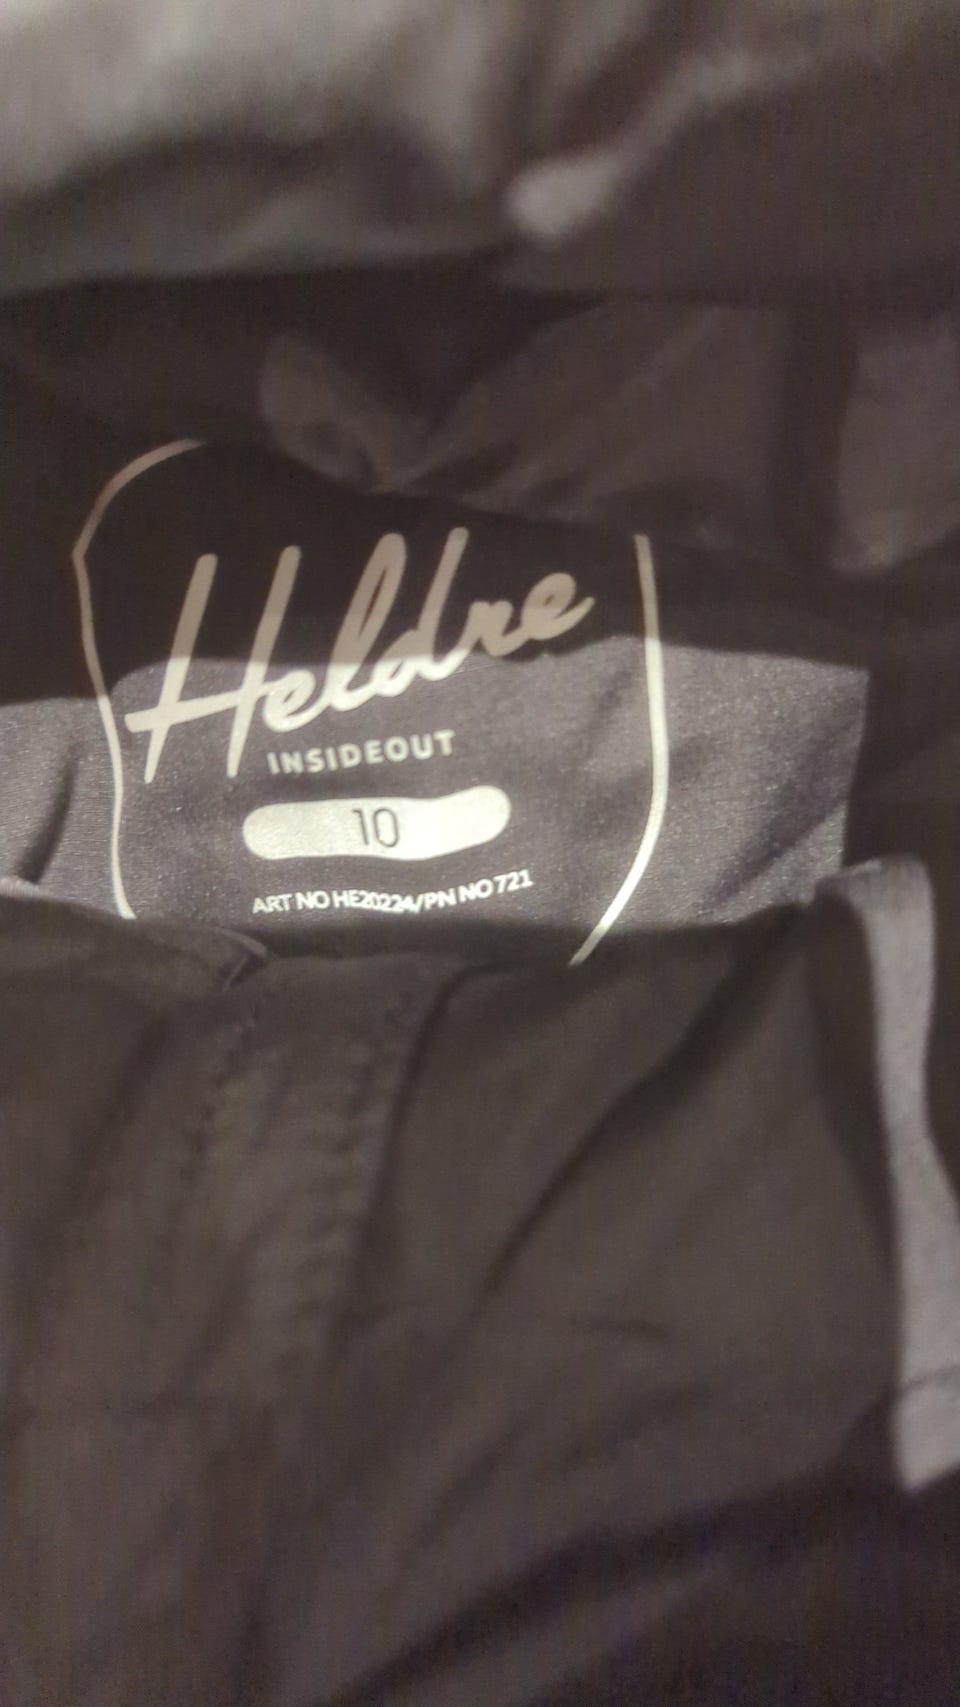 Heldre
INSIDEOUT
10
ART NO HE20224/PN NO 721